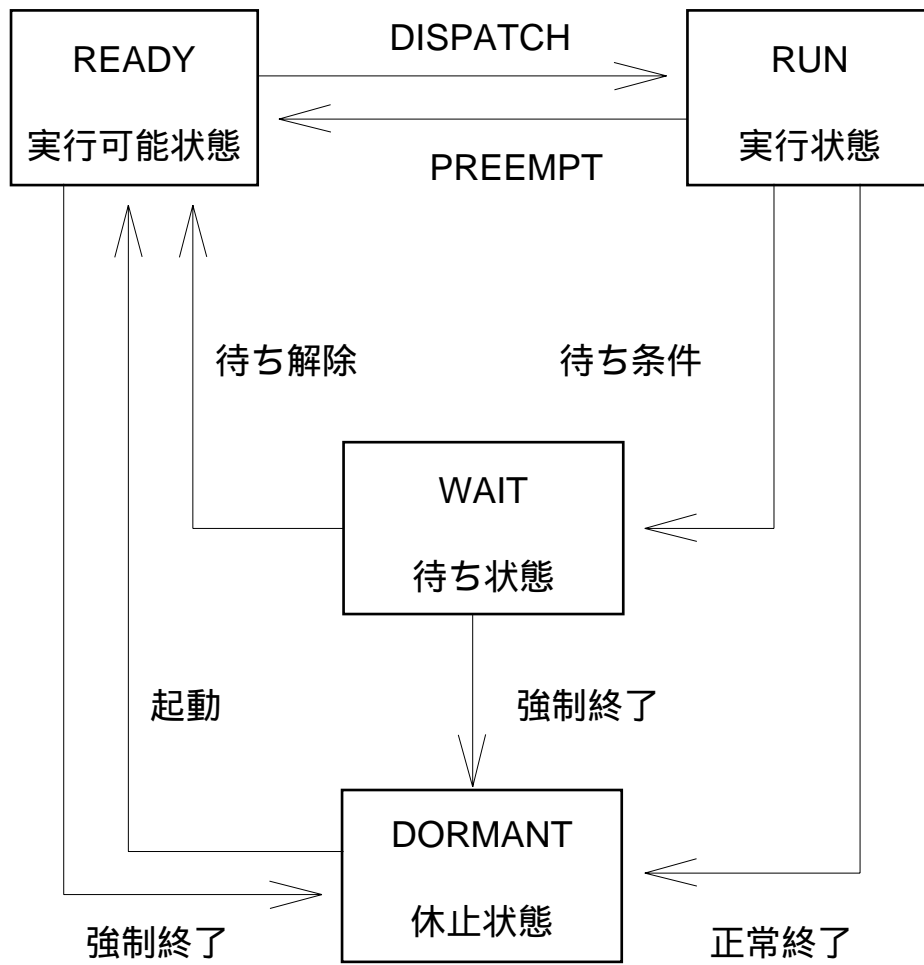 READY
実行可能状態
DISPATCH
PREEMPT
RUN
実行状態
待ち解除
待ち条件
WAIT
待ち状態
起動
強制終了
DORMANT
休止状態
強制終了
正常終了